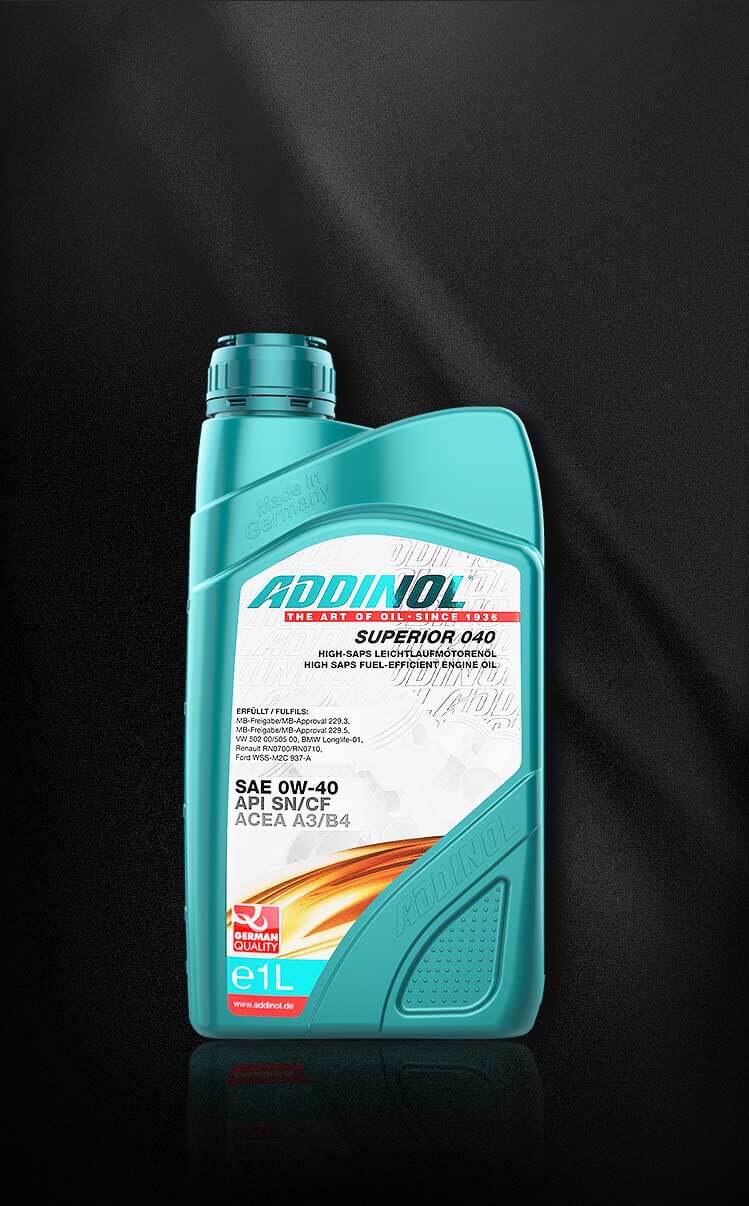 Made In
Germany
ADDINOL®
THE ART OF OIL · SINCE 1936
SUPERIOR 040
HIGH-SAPS LEICHTLAUFMOTORENÖL
HIGH SAPS FUEL-EFFICIENT ENGINE OIL
ERFÜLLT / FULFILS:
MB-Freigabe/MB-Approval 229.3,
MB-Freigabe/MB-Approval 229.5,
VW 502 00/505 00, BMW Longlife-01,
Renault RN0700/RN0710,
Ford WSS-M2C 937-A
SAE 0W-40
API SN/CF
ACEA A3/B4
ADDINOL
GERMAN
QUALITY
e1L
www.addinol.de